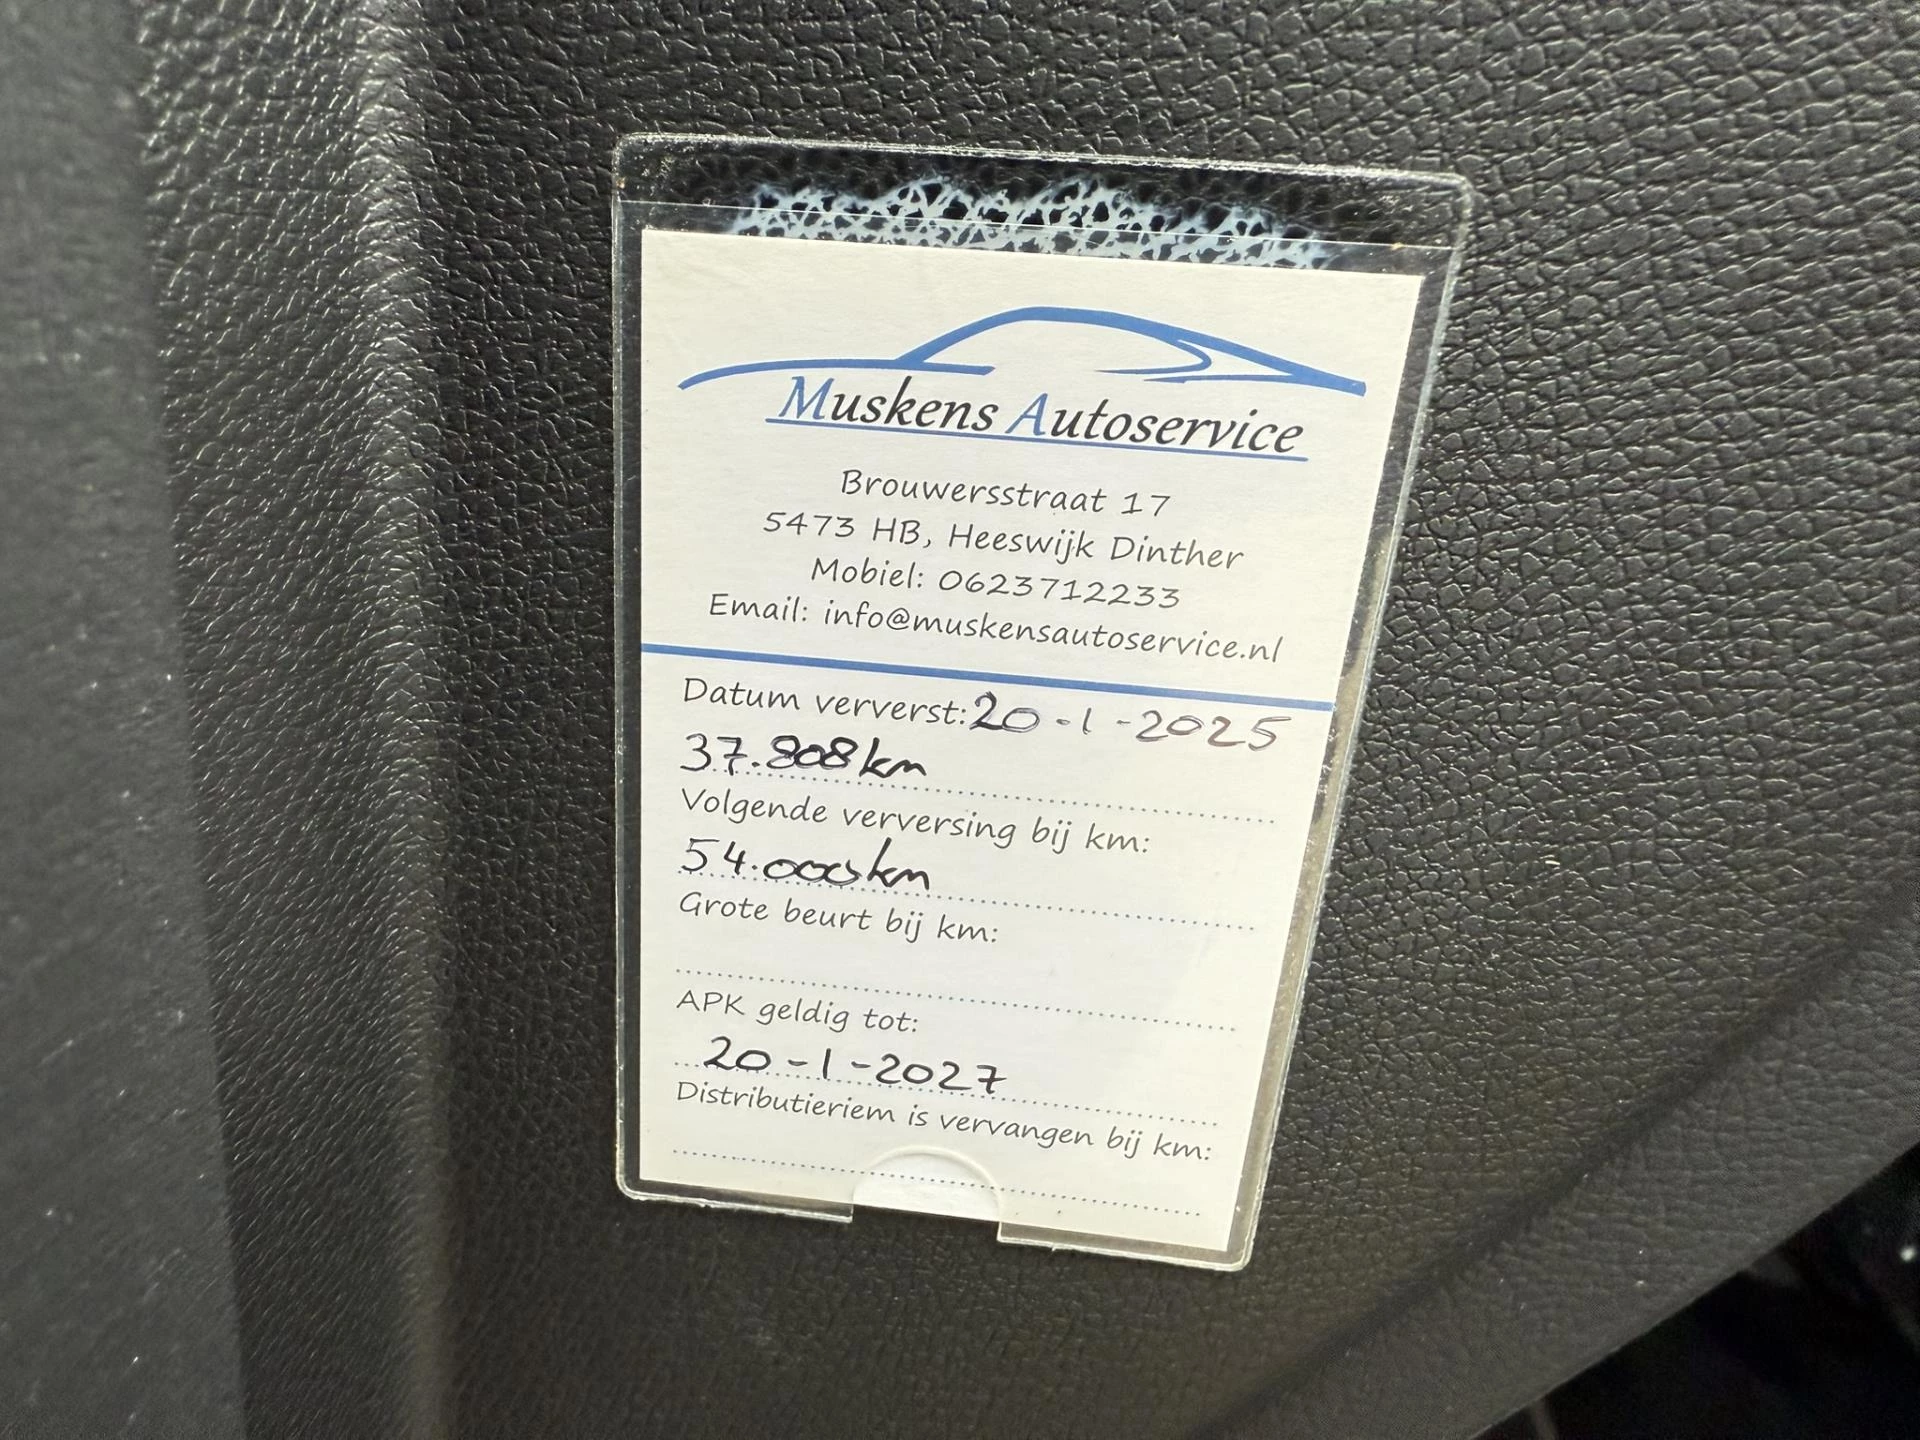 Muskens Autoservice
Brouwersstraat 17
5473 HB, Heeswijk Dinther
Mobiel: 0623712233
Email: info@muskensautoservice.nl
Datum ververst: 20-1-2025
37.808 km
Volgende verversing bij km:
54.000 km
Grote beurt bij km:
APK geldig tot:
20-1-2027
Distributieriem is vervangen bij km: